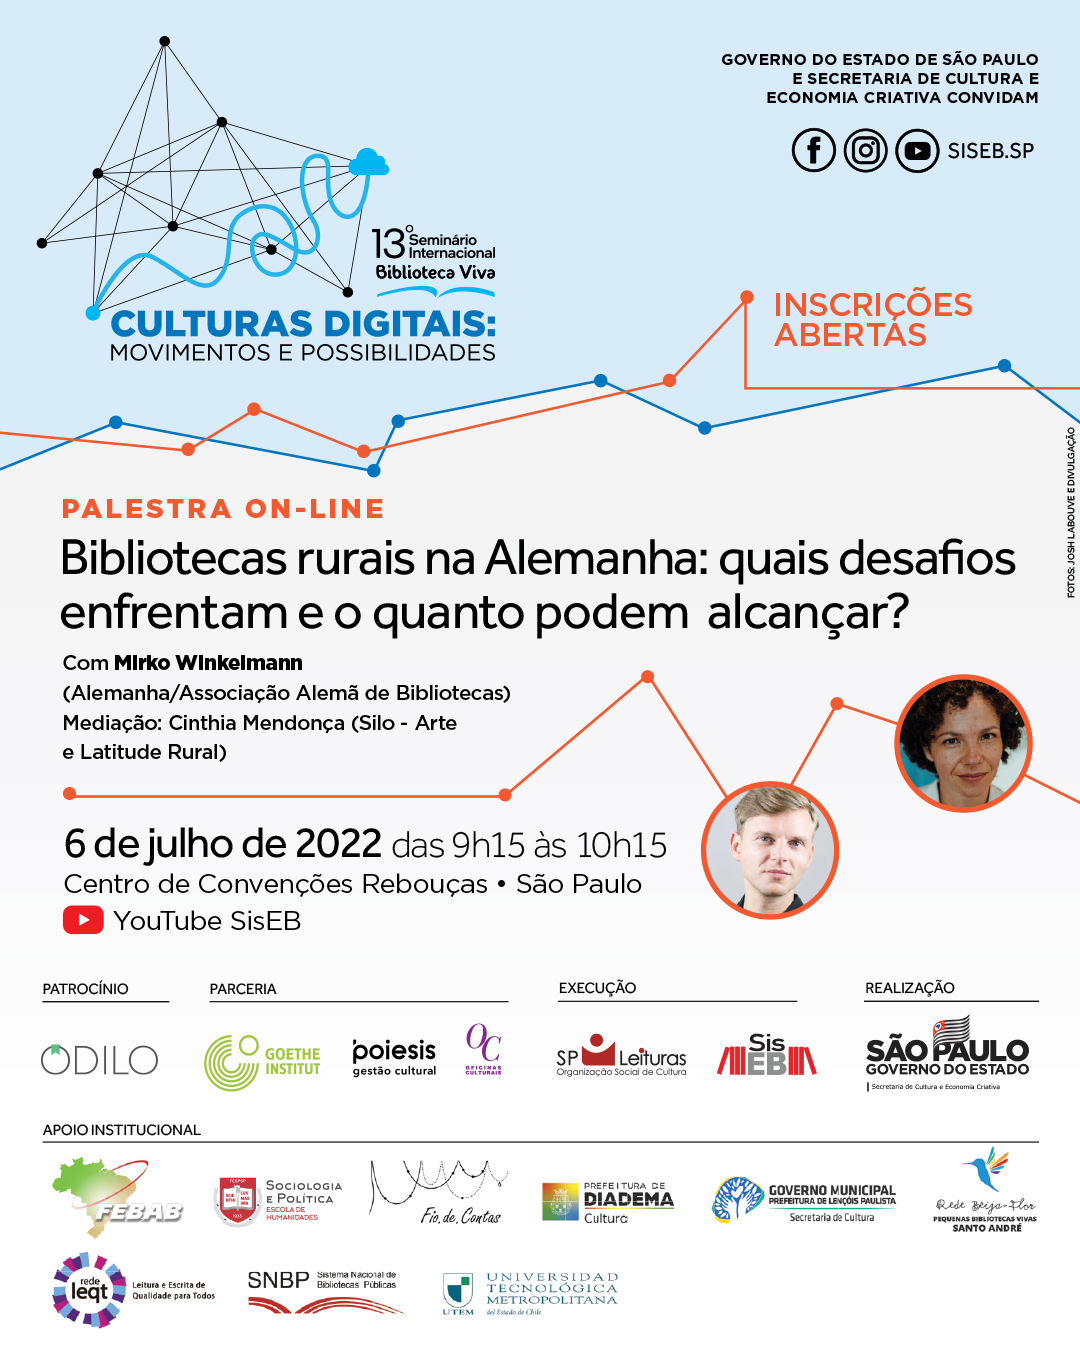 GOVERNO DO ESTADO DE SÃO PAULO
E SECRETARIA DE CULTURA E
ECONOMIA CRIATIVA CONVIDAM
SISEB.SP
13º Seminário
Internacional
Biblioteca Viva
CULTURAS DIGITAIS:
MOVIMENTOS E POSSIBILIDADES
INSCRIÇÕES
ABERTAS
FOTOS: JOSH LABOUVE E DIVULGAÇÃO
PALESTRA ON-LINE
Bibliotecas rurais na Alemanha: quais desafios
enfrentam e o quanto podem alcançar?
Com Mirko Winkelmann
(Alemanha/Associação Alemã de Bibliotecas)
Mediação: Cinthia Mendonça (Silo - Arte
e Latitude Rural)
6 de julho de 2022 das 9h15 às 10h15
Centro de Convenções Rebouças • São Paulo
YouTube SisEB
PATROCÍNIO
ODILO
PARCERIA
GOETHE
INSTITUT
poiesis
gestão cultural
OC
OFICINAS
CULTURAIS
EXECUÇÃO
SP Leituras
Organização Social de Cultura
Sis
EB
REALIZAÇÃO
SÃO PAULO
GOVERNO DO ESTADO
Secretaria de Cultura e Economia Criativa
APOIO INSTITUCIONAL
FEBAB
FESPSP
1933
SOCIOLOGIA
E POLÍTICA
ESCOLA DE
HUMANIDADES
Fio.de.Contas
PREFEITURA DE
DIADEMA
Cultura
GOVERNO MUNICIPAL
PREFEITURA DE LENÇÓIS PAULISTA
Secretaria de Cultura
Rede Beija-Flor
PEQUENAS BIBLIOTECAS VIVAS
SANTO ANDRÉ
rede
leqt
Leitura e Escrita de
Qualidade para Todos
SNBP
Sistema Nacional de
Bibliotecas Públicas
UTEM
UNIVERSIDAD
TECNOLÓGICA
METROPOLITANA
del Estado de Chile